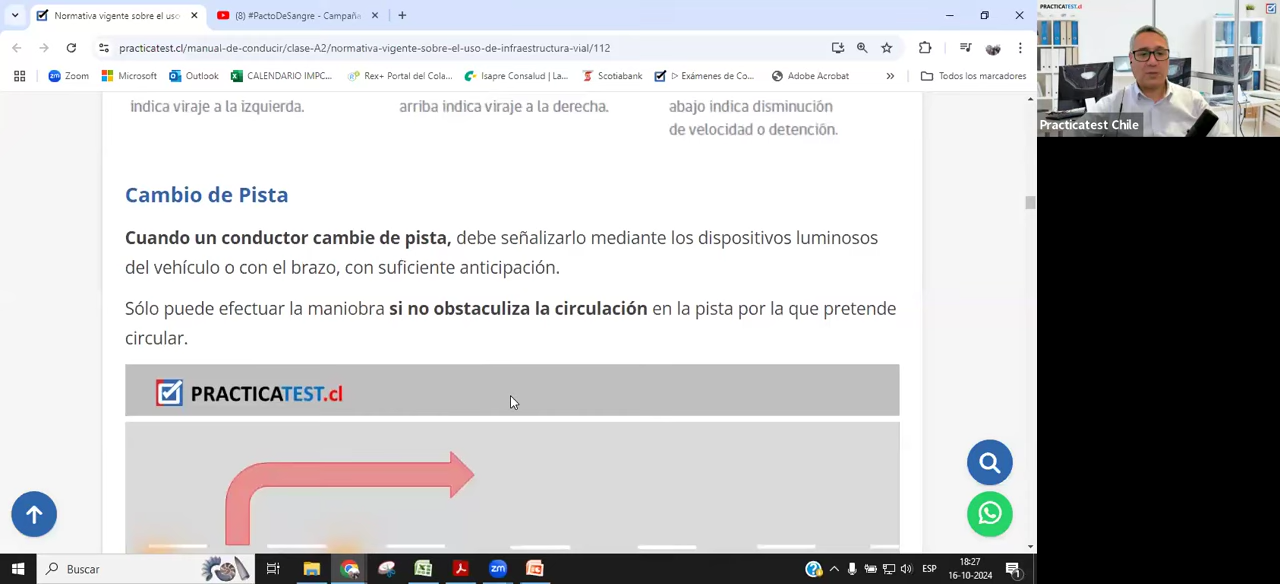 Normativa vigente sobre el uso
(8) #PactoDeSangre - Campaña
practicatest.cl/manual-de-conducir/clase-A2/normativa-vigente-sobre-el-uso-de-infraestructura-vial/112
Zoom
Microsoft
Outlook
CALENDARIO IMPC...
Rex+ Portal del Cola...
Isapre Consalud | La...
Scotiabank
▷ Exámenes de Co...
Adobe Acrobat
»
Todos los marcadores
PRACTICATEST.cl
Practicatest Chile
indica viraje a la izquierda.
arriba indica viraje a la derecha.
abajo indica disminución
de velocidad o detención.
Cambio de Pista
Cuando un conductor cambie de pista, debe señalizarlo mediante los dispositivos luminosos
del vehículo o con el brazo, con suficiente anticipación.
Sólo puede efectuar la maniobra si no obstaculiza la circulación en la pista por la que pretende
circular.
PRACTICATEST.cl
Buscar
ESP
18:27
16-10-2024
1